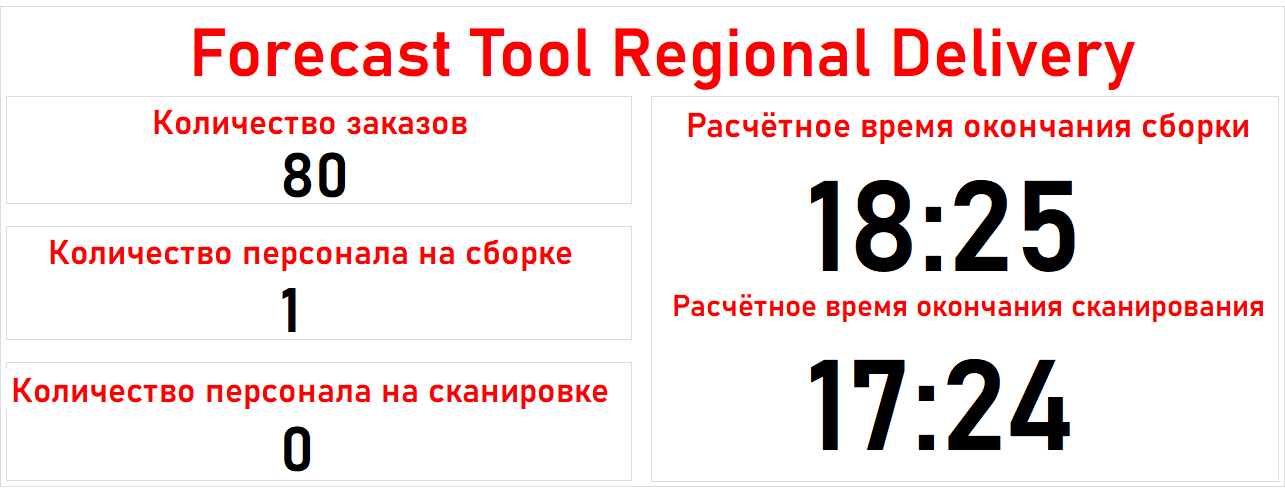 Forecast Tool Regional Delivery
Количество заказов
80
Количество персонала на сборке
1
Количество персонала на сканировке
0
Расчётное время окончания сборки
18:25
Расчётное время окончания сканирования
17:24